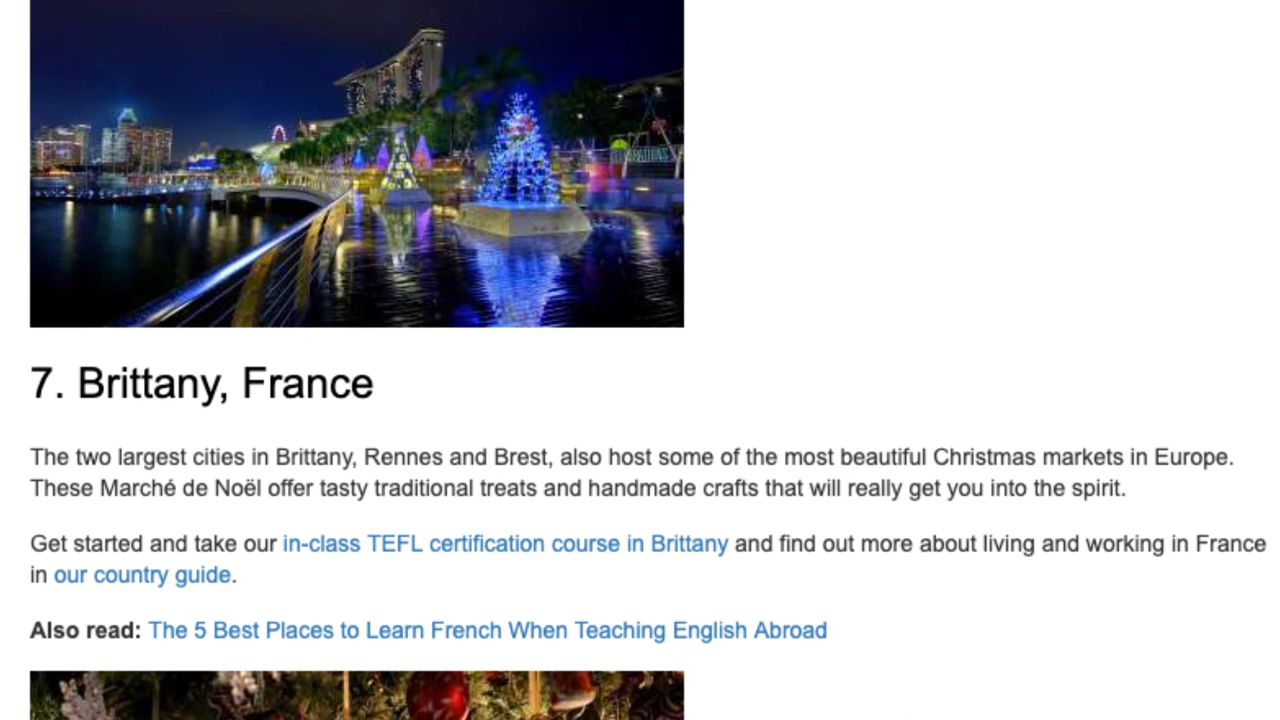 7. Brittany, France
The two largest cities in Brittany, Rennes and Brest, also host some of the most beautiful Christmas markets in Europe.
These Marché de Noël offer tasty traditional treats and handmade crafts that will really get you into the spirit.
Get started and take our in-class TEFL certification course in Brittany and find out more about living and working in France
in our country guide.
Also read: The 5 Best Places to Learn French When Teaching English Abroad